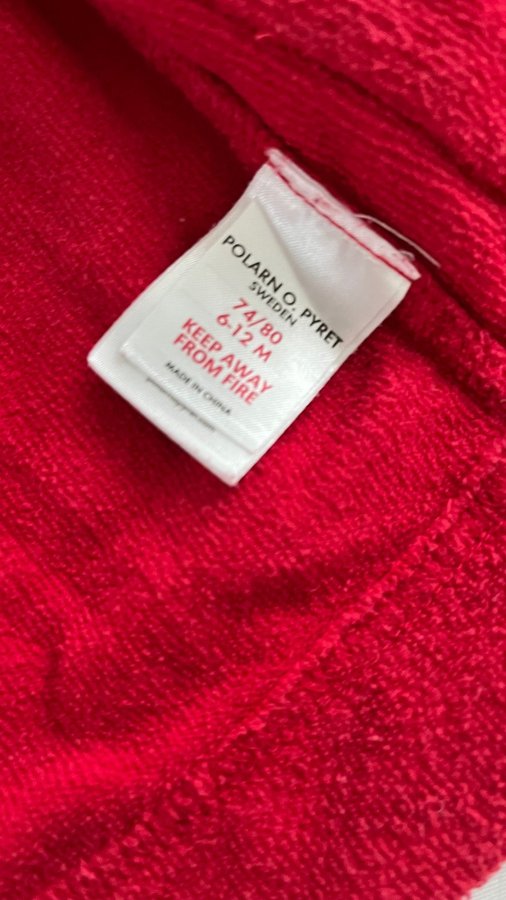 POLARN O. PYRET
SWEDEN
74/80
6-12 M
KEEP AWAY
FROM FIRE
MADE IN CHINA